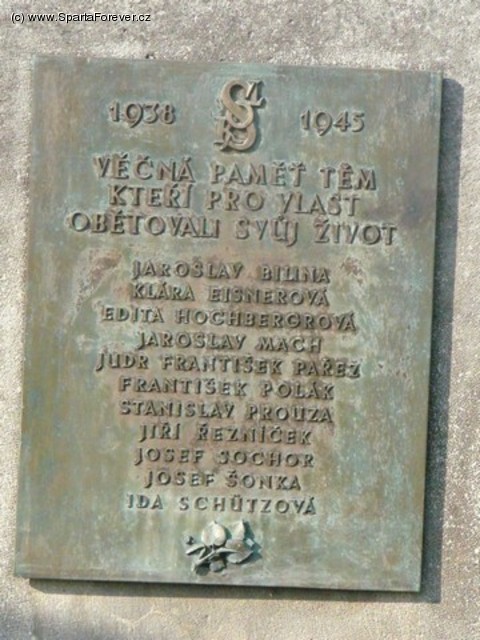 (c) www.SpartaForever.cz
1938 1945
VĚČNÁ PAMĚŤ TĚM
KTEŘÍ PRO VLAST
OBĚTOVALI SVŮJ ŽIVOT
JAROSLAV BILINA
KLÁRA EISNEROVÁ
EDITA HOCHBERGROVÁ
JAROSLAV MACH
JUDR FRANTIŠEK PAŘEZ
FRANTIŠEK POLÁK
STANISLAV PROUZA
JIŘÍ ŘEZNÍČEK
JOSEF SOCHOR
JOSEF ŠONKA
IDA SCHÜTZOVÁ